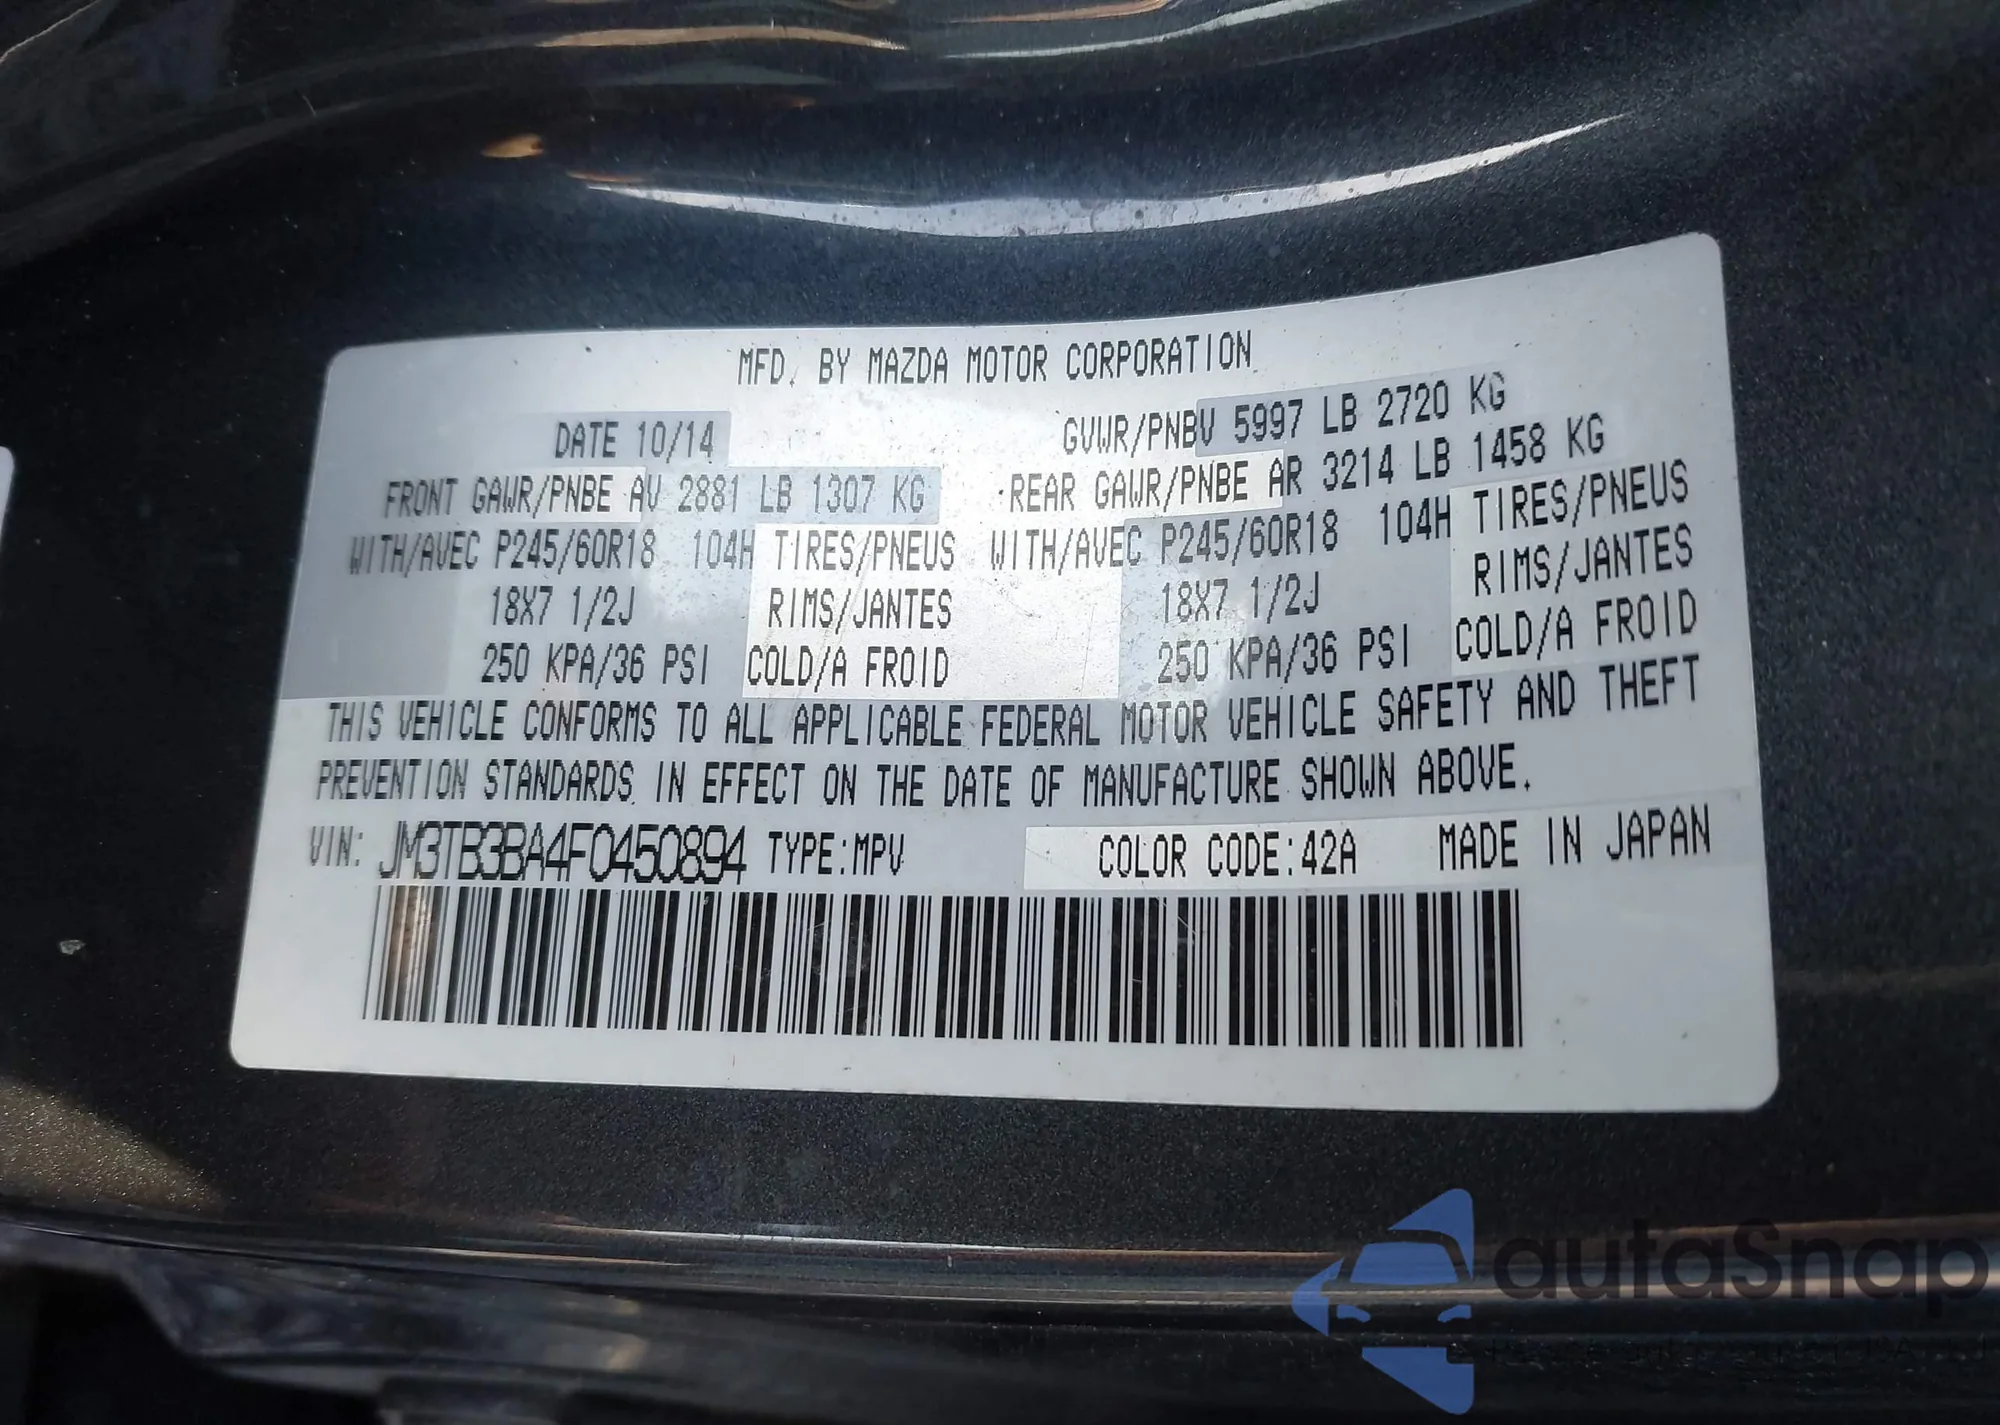 MFD. BY MAZDA MOTOR CORPORATION
DATE 10/14 GVWR/PNBV 5997 LB 2720 KG
FRONT GAWR/PNBE AV 2881 LB 1307 KG REAR GAWR/PNBE AR 3214 LB 1458 KG
WITH/AVEC P245/60R18 104H TIRES/PNEUS WITH/AVEC P245/60R18 104H TIRES/PNEUS
18X7 1/2J RIMS/JANTES 18X7 1/2J RIMS/JANTES
250 KPA/36 PSI COLD/A FROID 250 KPA/36 PSI COLD/A FROID
THIS VEHICLE CONFORMS TO ALL APPLICABLE FEDERAL MOTOR VEHICLE SAFETY AND THEFT
PREVENTION STANDARDS IN EFFECT ON THE DATE OF MANUFACTURE SHOWN ABOVE.
VIN: JM3TB3BA4F0450894 TYPE:MPV COLOR CODE:42A MADE IN JAPAN
autaSnap